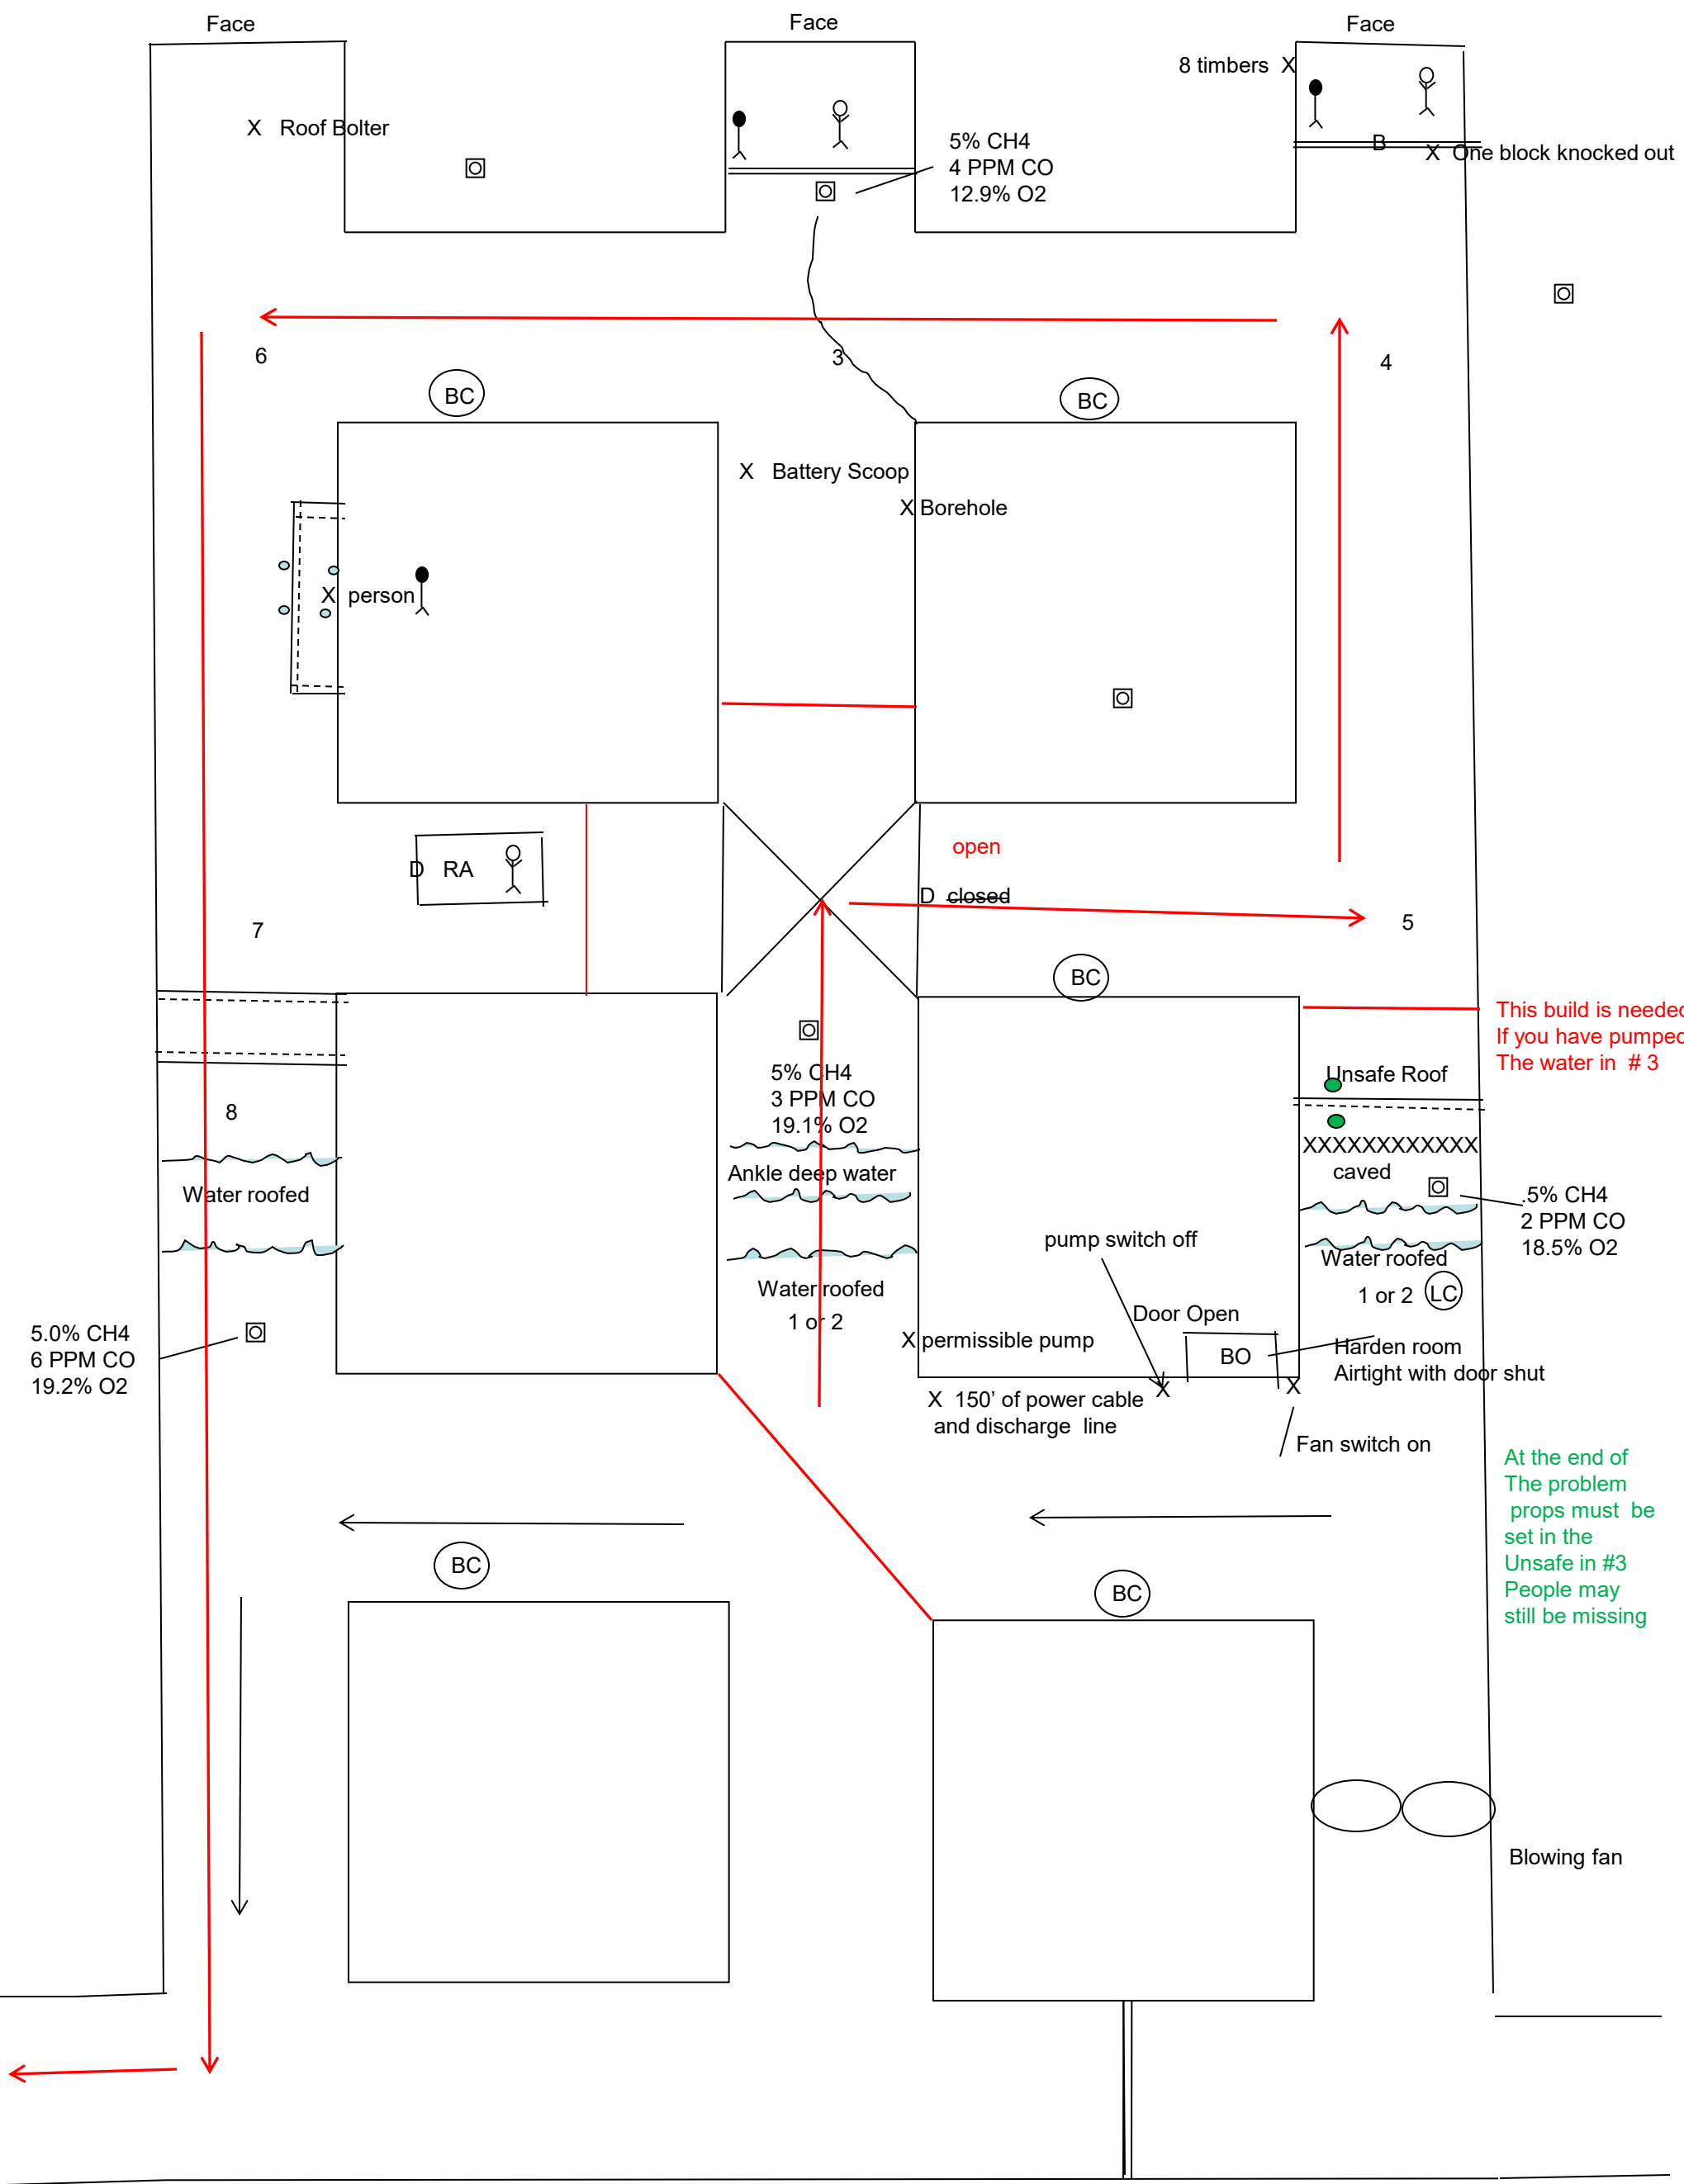 Face
Face
Face
8 timbers X
X Roof Bolter
5% CH4
4 PPM CO
12.9% O2
B
X One block knocked out
6
3
4
BC
BC
X Battery Scoop
X Borehole
X person
open
D RA
D closed
7
5
BC
This build is needed
If you have pumped
The water in # 3
5% CH4
3 PPM CO
19.1% O2
Unsafe Roof
8
XXXXXXXXXXXX
caved
Ankle deep water
Water roofed
.5% CH4
2 PPM CO
18.5% O2
pump switch off
Water roofed
1 or 2
LC
Water roofed
1 or 2
Door Open
5.0% CH4
6 PPM CO
19.2% O2
X permissible pump
BO
Harden room
Airtight with door shut
X 150’ of power cable
and discharge line
X
X
Fan switch on
At the end of
The problem
props must be
set in the
Unsafe in #3
People may
still be missing
BC
BC
Blowing fan